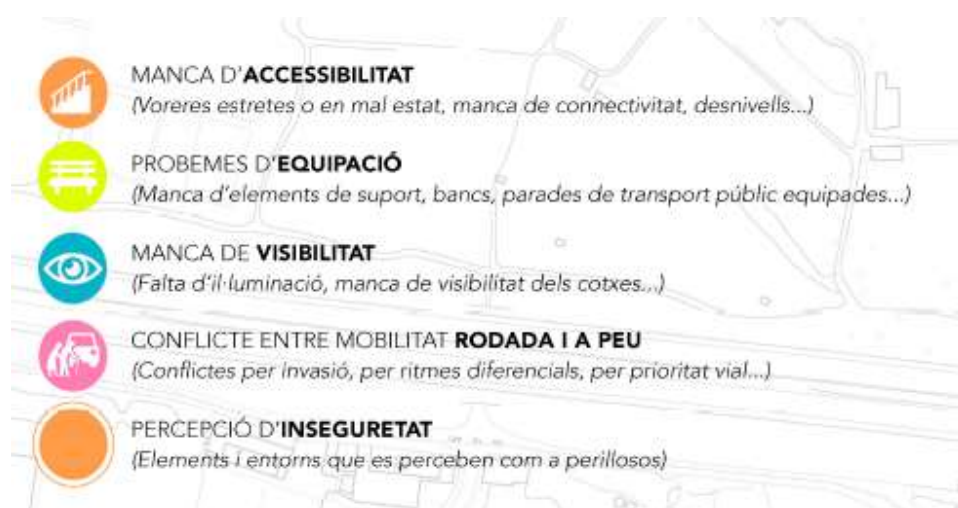 MANCA D'ACCESSIBILITAT
(Voreres estretes o en mal estat, manca de connectivitat, desnivells...)
PROBEMES D'EQUIPACIÓ
(Manca d'elements de suport, bancs, parades de transport públic equipades...)
MANCA DE VISIBILITAT
(Falta d'il·luminació, manca de visibilitat dels cotxes...)
CONFLICTE ENTRE MOBILITAT RODADA I A PEU
(Conflictes per invasió, per ritmes diferencials, per prioritat vial...)
PERCEPCIÓ D'INSEGURETAT
(Elements i entorns que es perceben com a perillosos)